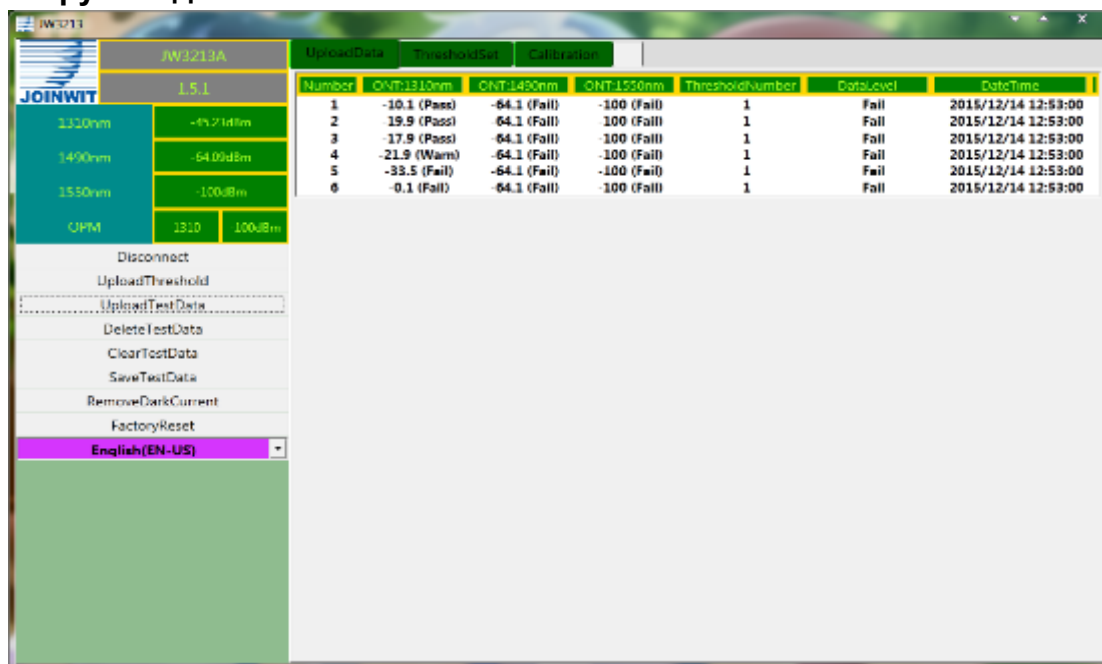 JW3213
JOINWIT
JW3213A
1.5.1
1310nm -45.23dBm
1490nm -64.09dBm
1550nm -100dBm
OPM 1310 -100dBm
Disconnect
UploadThreshold
UploadTestData
DeleteTestData
ClearTestData
SaveTestData
RemoveDarkCurrent
FactoryReset
English(EN-US)
UploadData ThresholdSet Calibration
Number ONT:1310nm ONT:1490nm ONT:1550nm ThresholdNumber DataLevel DateTime
1 -10.1 (Pass) -64.1 (Fail) -100 (Fail) 1 Fail 2015/12/14 12:53:00
2 -19.9 (Pass) -64.1 (Fail) -100 (Fail) 1 Fail 2015/12/14 12:53:00
3 -17.9 (Pass) -64.1 (Fail) -100 (Fail) 1 Fail 2015/12/14 12:53:00
4 -21.9 (Warn) -64.1 (Fail) -100 (Fail) 1 Fail 2015/12/14 12:53:00
5 -33.5 (Fail) -64.1 (Fail) -100 (Fail) 1 Fail 2015/12/14 12:53:00
6 -0.1 (Fail) -64.1 (Fail) -100 (Fail) 1 Fail 2015/12/14 12:53:00